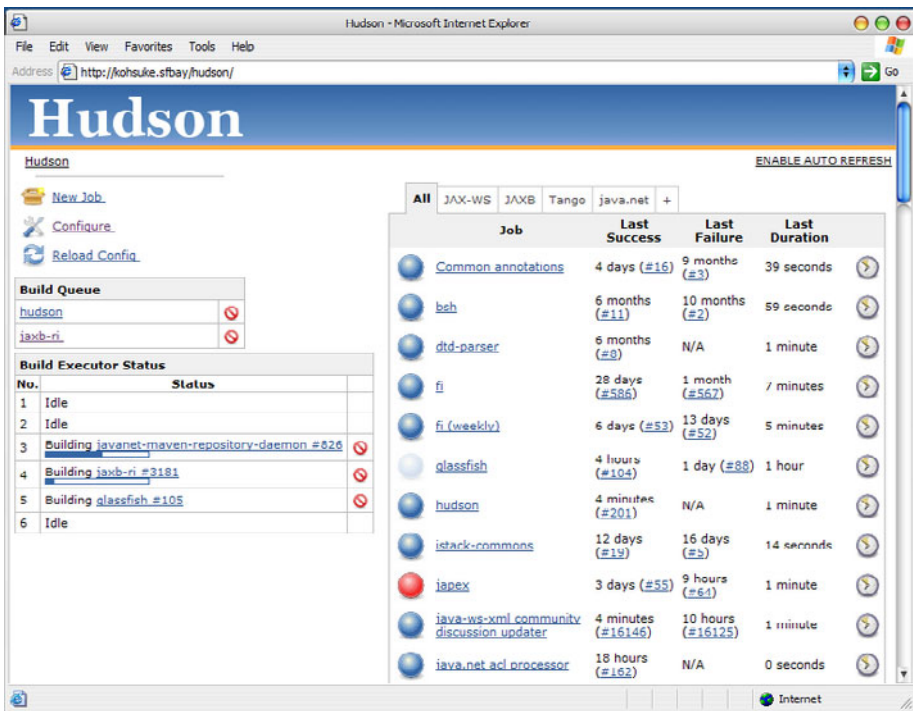 Hudson - Microsoft Internet Explorer
File Edit View Favorites Tools Help
Address http://kohsuke.sfbay/hudson/ Go
Hudson
Hudson ENABLE AUTO REFRESH
New Job
Configure
Reload Config
Build Queue
hudson
jaxb-ri
Build Executor Status
No. Status
1 Idle
2 Idle
3 Building javanet-maven-repository-daemon #826
4 Building jaxb-ri #3181
5 Building glassfish #105
6 Idle
All JAX-WS JAXB Tango java.net +
Job Last Success Last Failure Last Duration
Common annotations 4 days (#16) 9 months (#3) 39 seconds
bsh 6 months (#11) 10 months (#2) 59 seconds
dtd-parser 6 months (#8) N/A 1 minute
fi 28 days (#586) 1 month (#567) 7 minutes
fi (weekly) 6 days (#53) 13 days (#52) 5 minutes
glassfish 4 hours (#104) 1 day (#88) 1 hour
hudson 4 minutes (#201) N/A 1 minute
istack-commons 12 days (#19) 16 days (#5) 14 seconds
japex 3 days (#55) 9 hours (#64) 1 minute
java-ws-xml community discussion updater 4 minutes (#16146) 10 hours (#16125) 1 minute
java.net acl processor 18 hours (#162) N/A 0 seconds
Internet